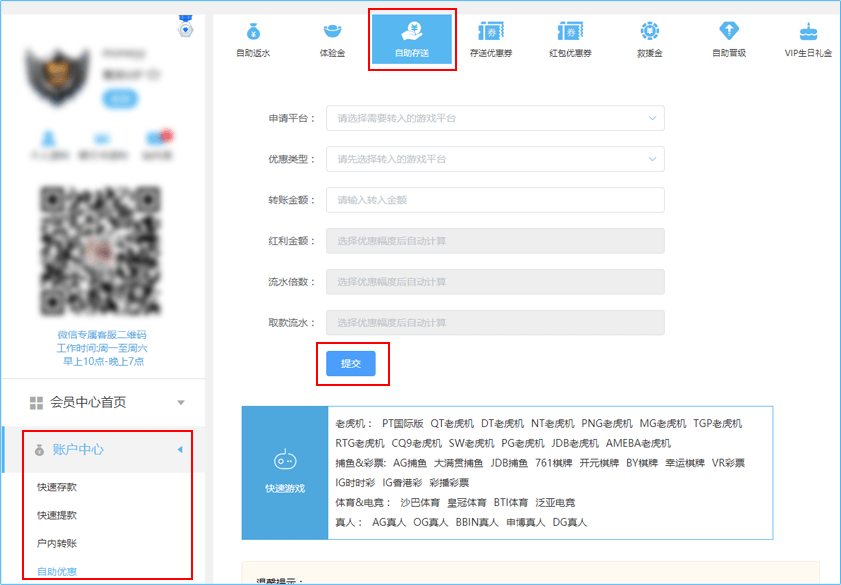 自助返水 体验金 自助存送 存送优惠券 红包优惠券 救援金 自助晋级 VIP生日礼金
申请平台： 请选择需要转入的游戏平台
优惠类型： 请先选择转入的游戏平台
转账金额： 请输入转入金额
红利金额： 选择优惠幅度后自动计算
流水倍数： 选择优惠幅度后自动计算
取款流水： 选择优惠幅度后自动计算
提交
微信专属客服二维码
工作时间:周一至周六
早上10点-晚上7点
会员中心首页
账户中心
快速存款
快速提款
户内转账
自助优惠
快速游戏
老虎机： PT国际版 QT老虎机 DT老虎机 NT老虎机 PNG老虎机 MG老虎机 TGP老虎机
RTG老虎机 CQ9老虎机 SW老虎机 PG老虎机 JDB老虎机 AMEBA老虎机
捕鱼&彩票: AG捕鱼 大满贯捕鱼 JDB捕鱼 761棋牌 开元棋牌 BY棋牌 幸运棋牌 VR彩票
IG时时彩 IG香港彩 彩播彩票
体育&电竞： 沙巴体育 皇冠体育 BTI体育 泛亚电竞
真人： AG真人 OG真人 BBIN真人 申博真人 DG真人
温馨提示：